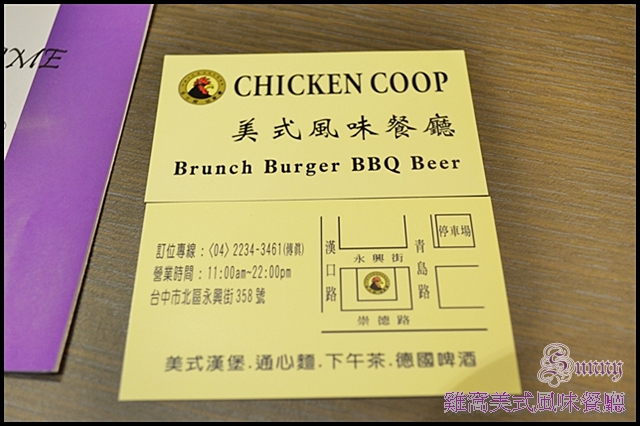 IME
CHICKEN COOP
美式風味餐廳
Brunch Burger BBQ Beer
訂位專線：〈04〉2234-3461(傳真)
營業時間：11:00am~22:00pm
台中市北區永興街358號
漢口路
永興街
青島路
停車場
崇德路
美式漢堡.通心麵.下午茶.德國啤酒
Sunny
雞窩美式風味餐廳